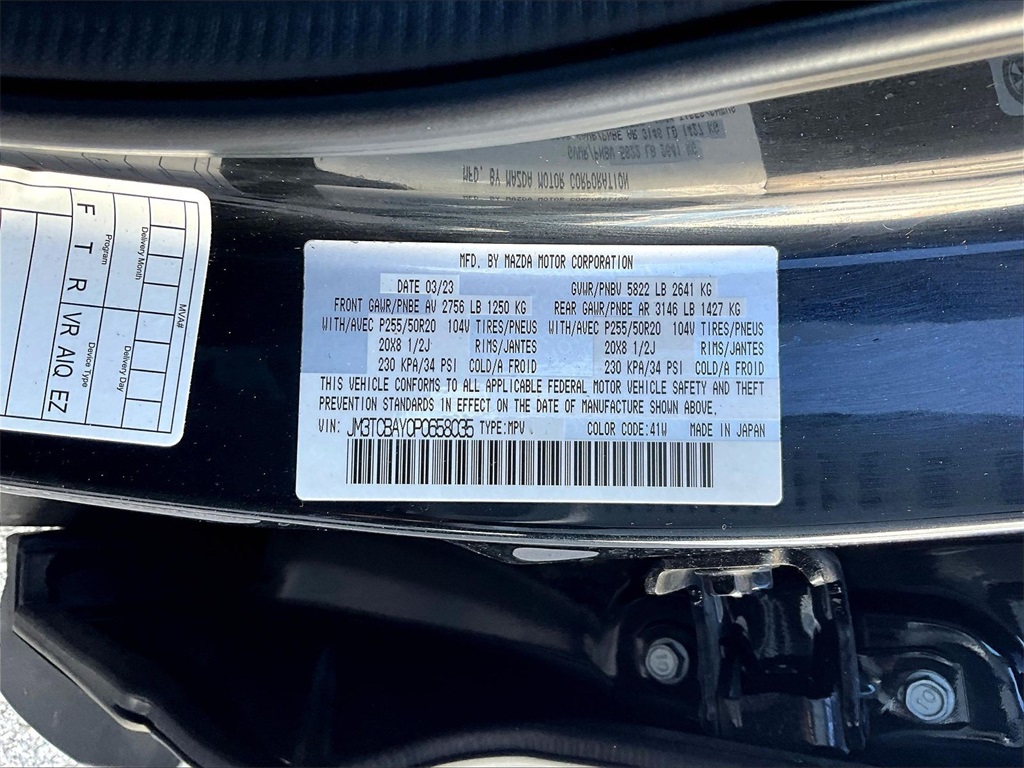 MFD. BY MAZDA MOTOR CORPORATION
DATE 03/23 GVWR/PNBV 5822 LB 2641 KG
FRONT GAWR/PNBE AV 2756 LB 1250 KG REAR GAWR/PNBE AR 3146 LB 1427 KG
WITH/AVEC P255/50R20 104V TIRES/PNEUS WITH/AVEC P255/50R20 104V TIRES/PNEUS
20X8 1/2J RIMS/JANTES 20X8 1/2J RIMS/JANTES
230 KPA/34 PSI COLD/A FROID 230 KPA/34 PSI COLD/A FROID
THIS VEHICLE CONFORMS TO ALL APPLICABLE FEDERAL MOTOR VEHICLE SAFETY AND THEFT
PREVENTION STANDARDS IN EFFECT ON THE DATE OF MANUFACTURE SHOWN ABOVE.
VIN: JM3TCBAY0P0658035 TYPE:MPV COLOR CODE:41W MADE IN JAPAN
MVA#
Delivery Month
Delivery Day
Program
Device Type
F T R VR AIQ EZ
10
10